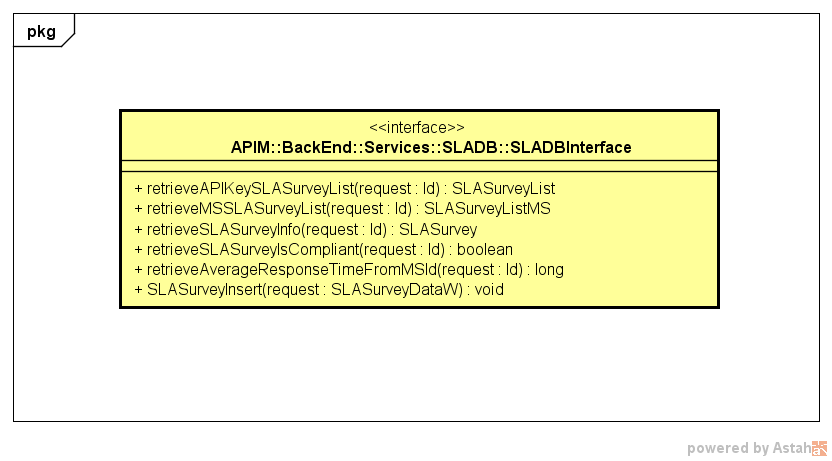 pkg
<<interface>>
APIM::BackEnd::Services::SLADB::SLADBInterface
+ retrieveAPIKeySLASurveyList(request : Id) : SLASurveyList
+ retrieveMSSLASurveyList(request : Id) : SLASurveyListMS
+ retrieveSLASurveyInfo(request : Id) : SLASurvey
+ retrieveSLASurveyIsCompliant(request : Id) : boolean
+ retrieveAverageResponseTimeFromMSId(request : Id) : long
+ SLASurveyInsert(request : SLASurveyDataW) : void
powered by Astah